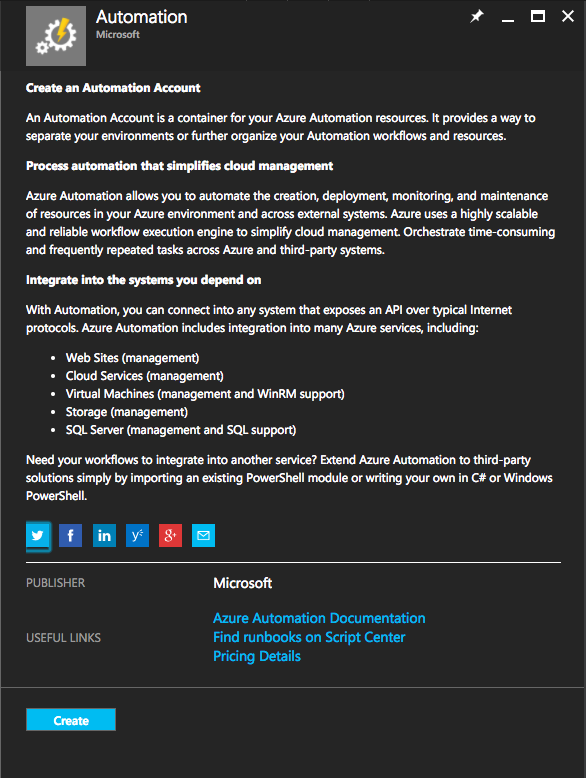 Automation
Microsoft
Create an Automation Account
An Automation Account is a container for your Azure Automation resources. It provides a way to
separate your environments or further organize your Automation workflows and resources.
Process automation that simplifies cloud management
Azure Automation allows you to automate the creation, deployment, monitoring, and maintenance
of resources in your Azure environment and across external systems. Azure uses a highly scalable
and reliable workflow execution engine to simplify cloud management. Orchestrate time-consuming
and frequently repeated tasks across Azure and third-party systems.
Integrate into the systems you depend on
With Automation, you can connect into any system that exposes an API over typical Internet
protocols. Azure Automation includes integration into many Azure services, including:
• Web Sites (management)
• Cloud Services (management)
• Virtual Machines (management and WinRM support)
• Storage (management)
• SQL Server (management and SQL support)
Need your workflows to integrate into another service? Extend Azure Automation to third-party
solutions simply by importing an existing PowerShell module or writing your own in C# or Windows
PowerShell.
PUBLISHER Microsoft
Azure Automation Documentation
USEFUL LINKS Find runbooks on Script Center
Pricing Details
Create